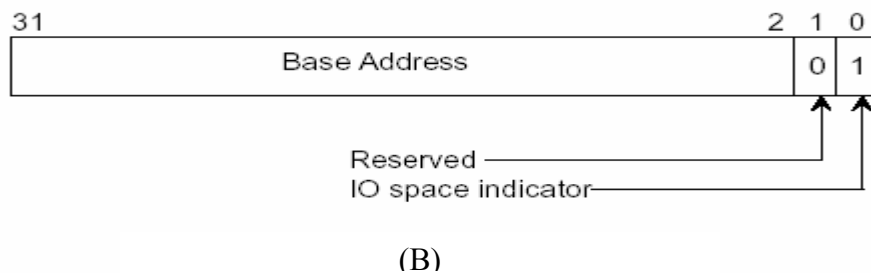 31 2 1 0
Base Address 0 1
Reserved
IO space indicator
(B)